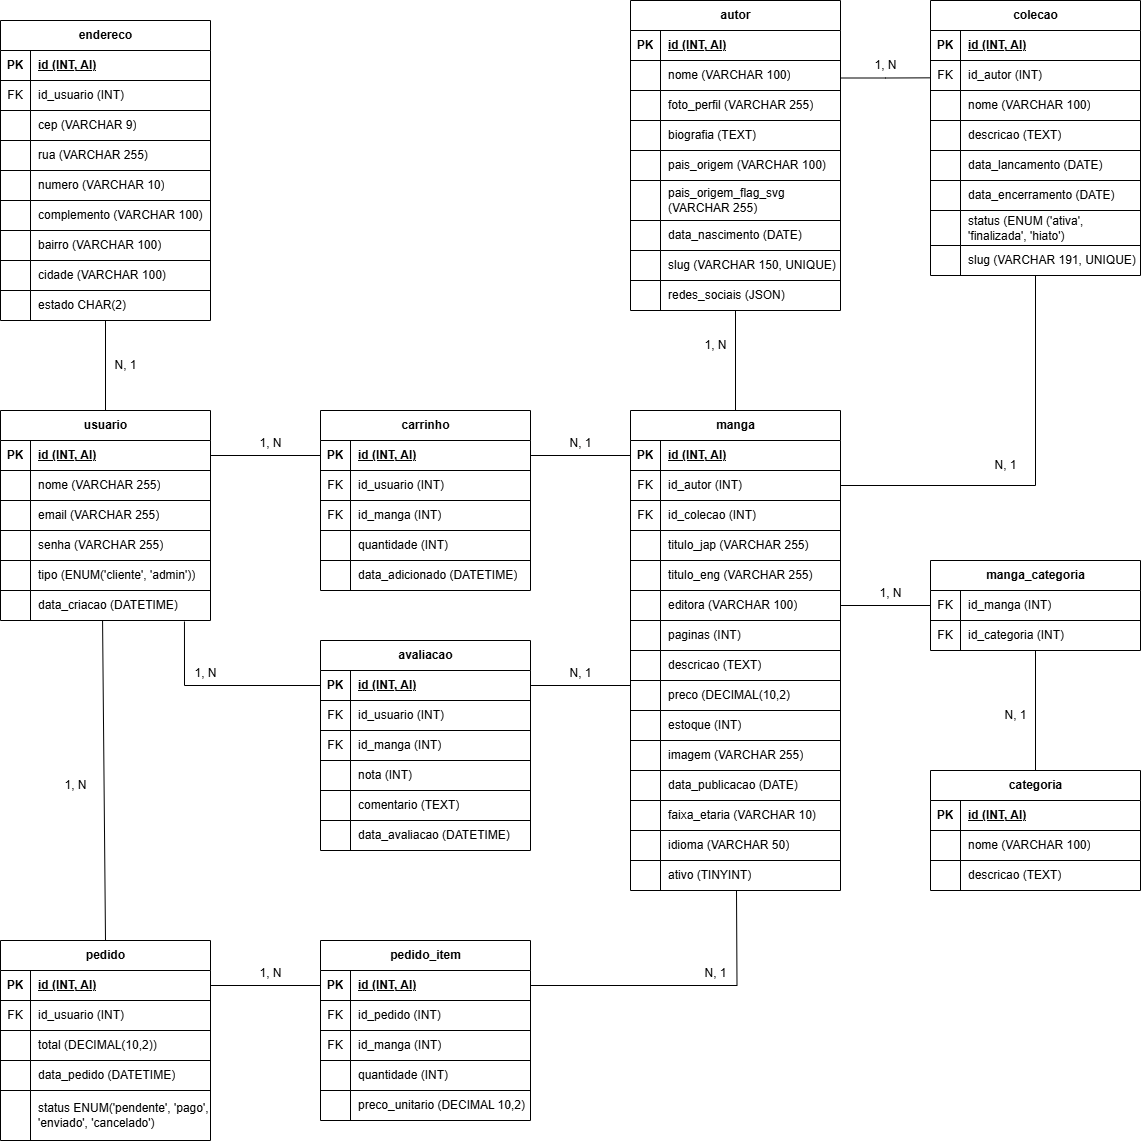 endereco
PK id (INT, AI)
FK id_usuario (INT)
cep (VARCHAR 9)
rua (VARCHAR 255)
numero (VARCHAR 10)
complemento (VARCHAR 100)
bairro (VARCHAR 100)
cidade (VARCHAR 100)
estado CHAR(2)
N, 1
autor
PK id (INT, AI)
nome (VARCHAR 100)
foto_perfil (VARCHAR 255)
biografia (TEXT)
pais_origem (VARCHAR 100)
pais_origem_flag_svg
(VARCHAR 255)
data_nascimento (DATE)
slug (VARCHAR 150, UNIQUE)
redes_sociais (JSON)
1, N
1, N
colecao
PK id (INT, AI)
FK id_autor (INT)
nome (VARCHAR 100)
descricao (TEXT)
data_lancamento (DATE)
data_encerramento (DATE)
status (ENUM ('ativa',
'finalizada', 'hiato')
slug (VARCHAR 191, UNIQUE)
N, 1
usuario
PK id (INT, AI)
nome (VARCHAR 255)
email (VARCHAR 255)
senha (VARCHAR 255)
tipo (ENUM('cliente', 'admin'))
data_criacao (DATETIME)
1, N
1, N
1, N
carrinho
PK id (INT, AI)
FK id_usuario (INT)
FK id_manga (INT)
quantidade (INT)
data_adicionado (DATETIME)
N, 1
avaliacao
PK id (INT, AI)
FK id_usuario (INT)
FK id_manga (INT)
nota (INT)
comentario (TEXT)
data_avaliacao (DATETIME)
N, 1
manga
PK id (INT, AI)
FK id_autor (INT)
FK id_colecao (INT)
titulo_jap (VARCHAR 255)
titulo_eng (VARCHAR 255)
editora (VARCHAR 100)
paginas (INT)
descricao (TEXT)
preco (DECIMAL(10,2)
estoque (INT)
imagem (VARCHAR 255)
data_publicacao (DATE)
faixa_etaria (VARCHAR 10)
idioma (VARCHAR 50)
ativo (TINYINT)
1, N
manga_categoria
FK id_manga (INT)
FK id_categoria (INT)
N, 1
categoria
PK id (INT, AI)
nome (VARCHAR 100)
descricao (TEXT)
pedido
PK id (INT, AI)
FK id_usuario (INT)
total (DECIMAL(10,2))
data_pedido (DATETIME)
status ENUM('pendente', 'pago',
'enviado', 'cancelado')
1, N
pedido_item
PK id (INT, AI)
FK id_pedido (INT)
FK id_manga (INT)
quantidade (INT)
preco_unitario (DECIMAL 10,2)
N, 1